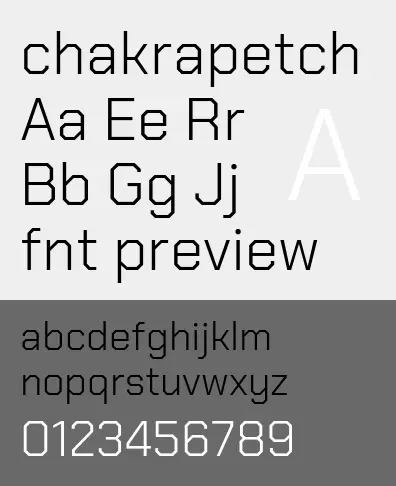 chakrapetch
Aa Ee Rr
A
Bb Gg Jj
fnt preview
abcdefghijklm
nopqrstuvwxyz
0123456789